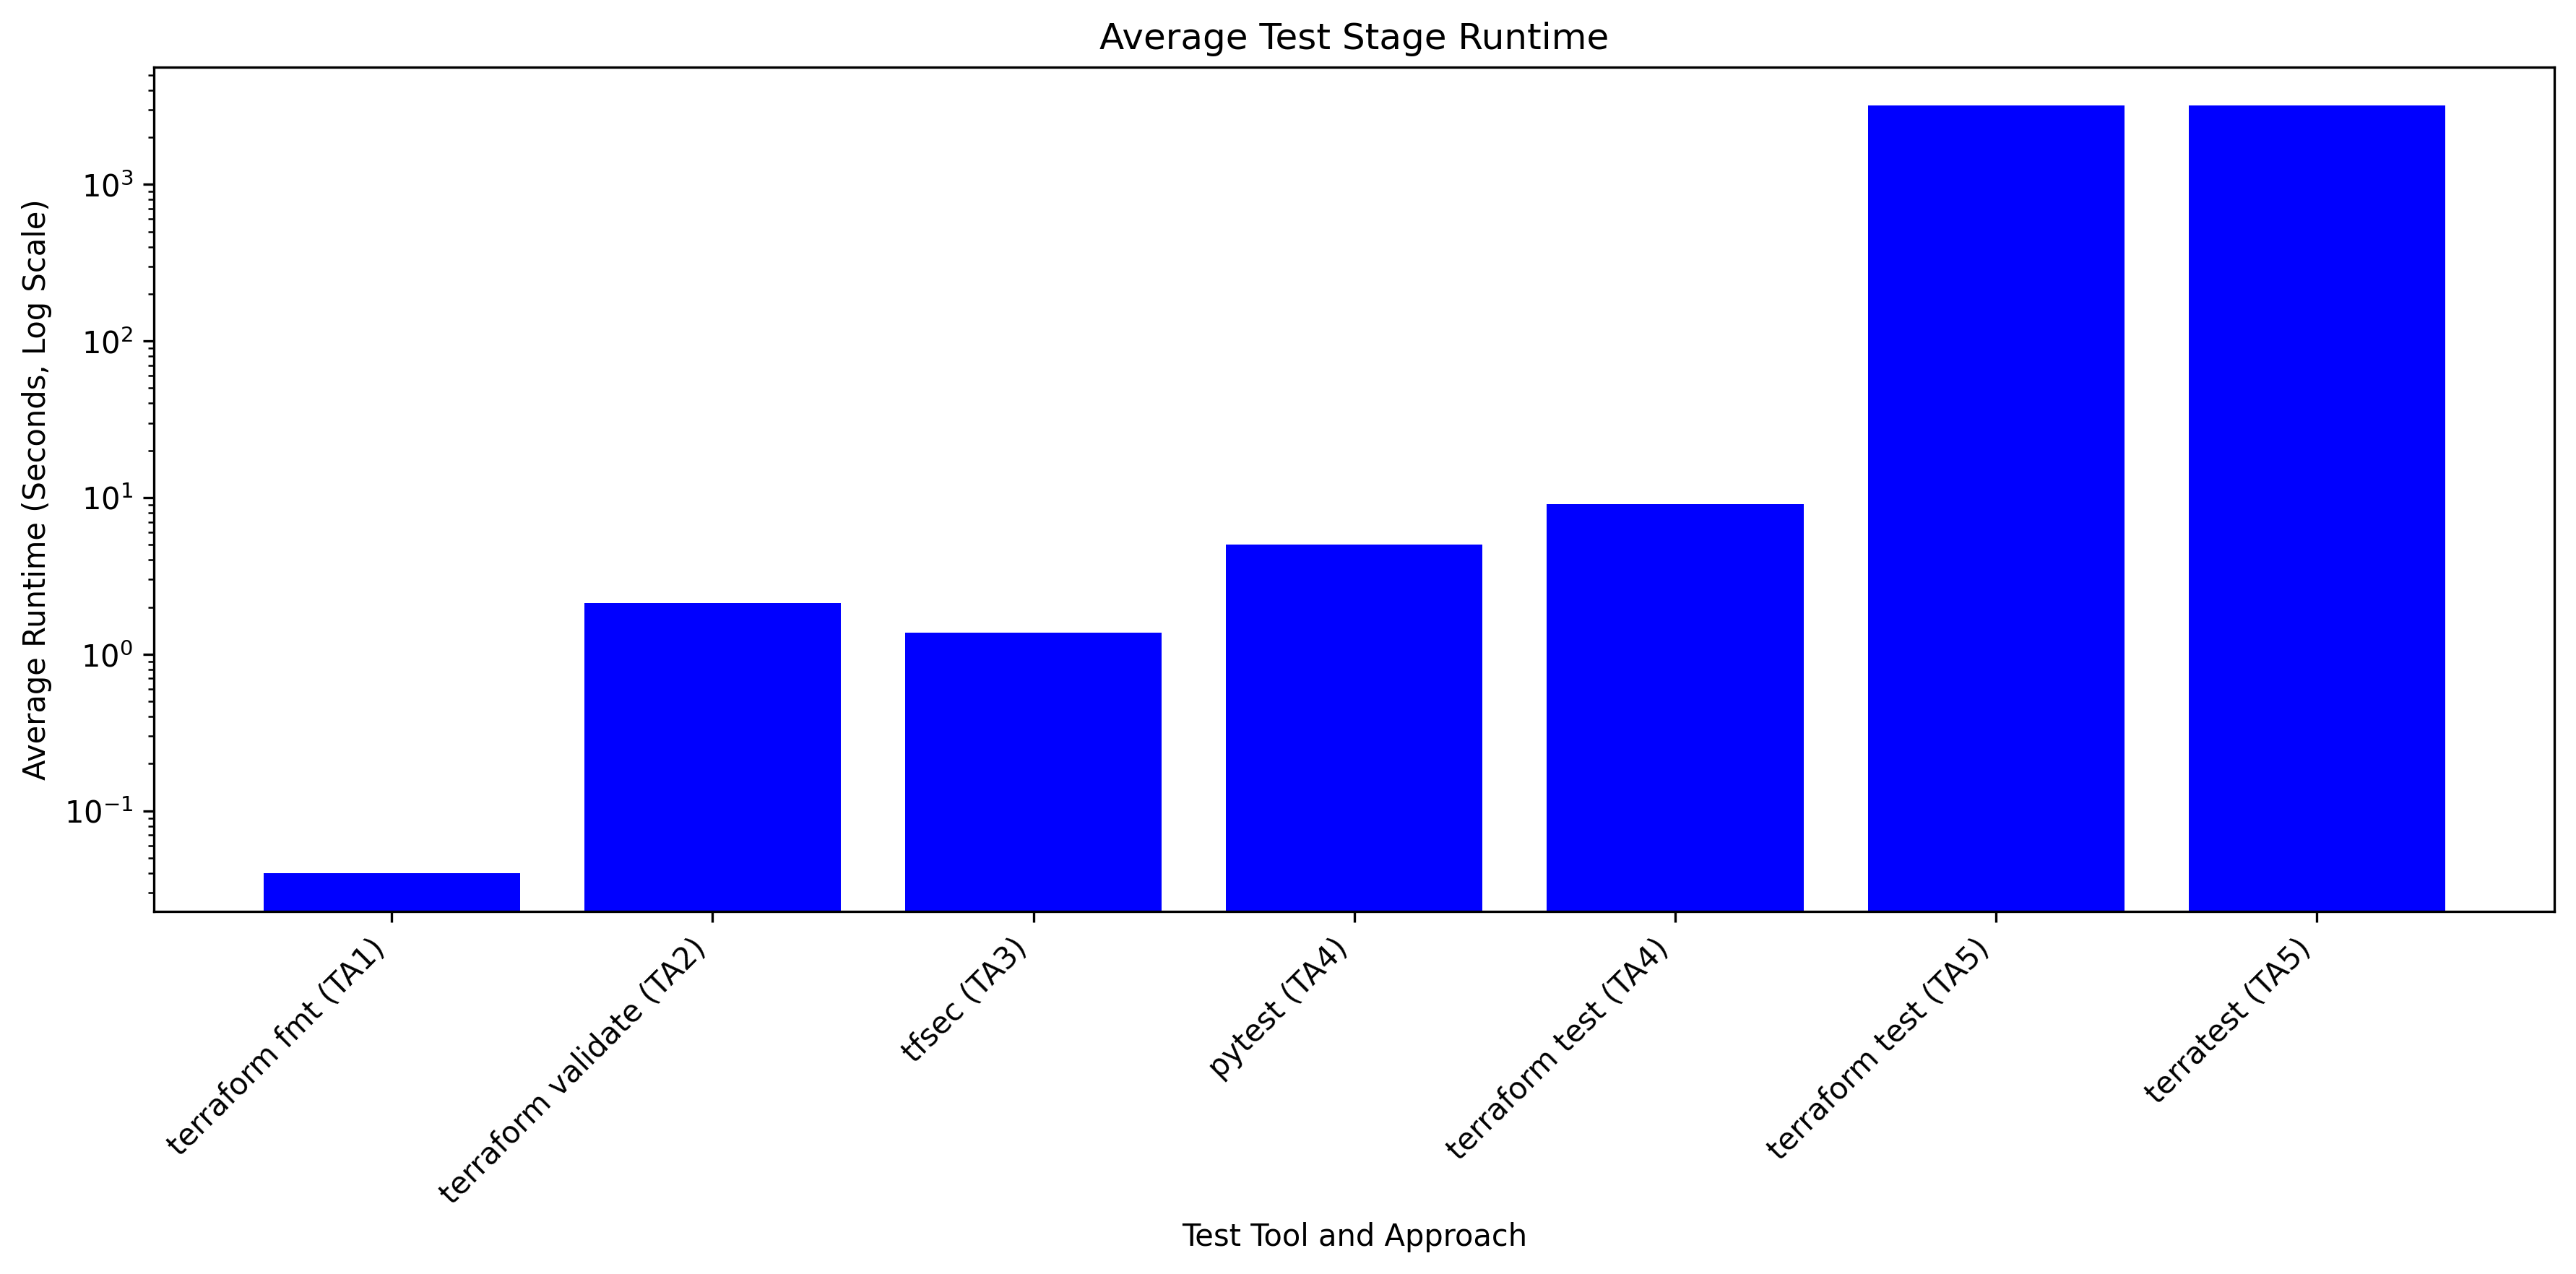 Average Test Stage Runtime
Average Runtime (Seconds, Log Scale)
10³
10²
10¹
10⁰
10⁻¹
terraform fmt (TA1)
terraform validate (TA2)
tfsec (TA3)
pytest (TA4)
terraform test (TA4)
terraform test (TA5)
terratest (TA5)
Test Tool and Approach